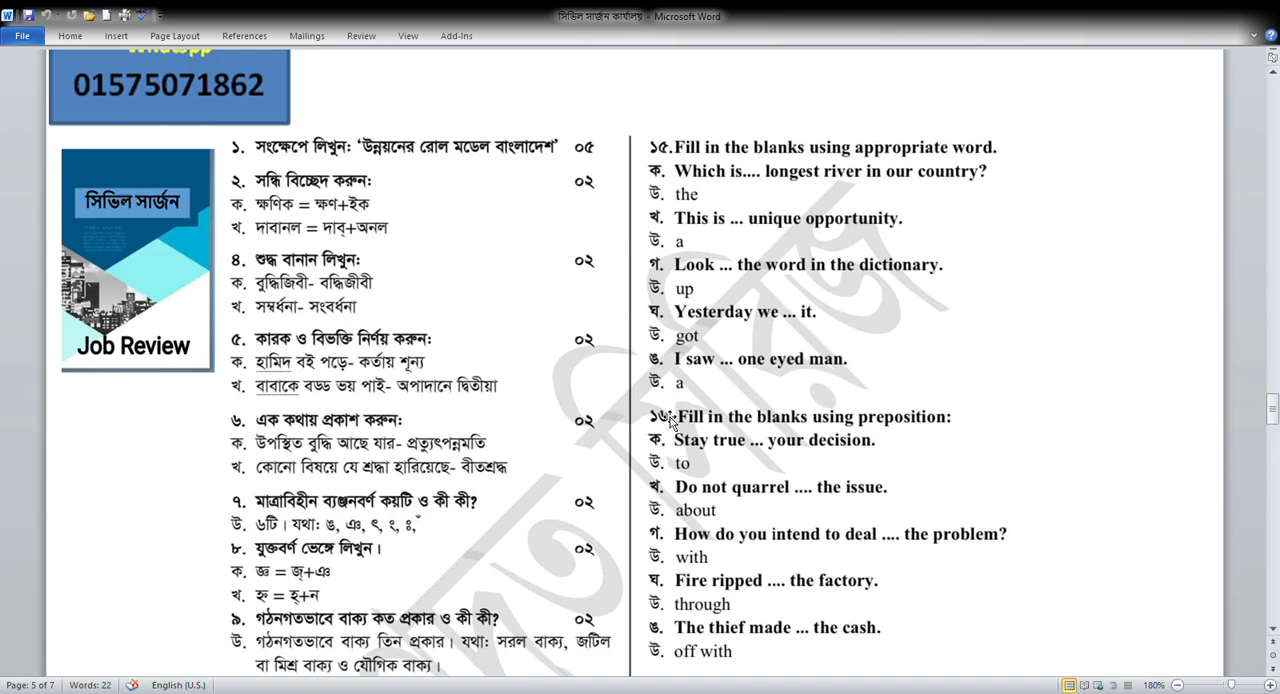 সিভিল সার্জন কার্যালয় - Microsoft Word
File Home Insert Page Layout References Mailings Review View Add-Ins
Whatsapp
01575071862
সিভিল সার্জন
Job Review
১. সংক্ষেপে লিখুন: ‘উন্নয়নের রোল মডেল বাংলাদেশ’ ০৫
২. সন্ধি বিচ্ছেদ করুন: ০২
ক. ক্ষণিক = ক্ষণ+ইক
খ. দাবানল = দাব্+অনল
৪. শুদ্ধ বানান লিখুন: ০২
ক. বুদ্ধিজিবী- বদ্ধিজীবী
খ. সম্বর্ধনা- সংবর্ধনা
৫. কারক ও বিভক্তি নির্ণয় করুন: ০২
ক. হামিদ বই পড়ে- কর্তায় শূন্য
খ. বাবাকে বড্ড ভয় পাই- অপাদানে দ্বিতীয়া
৬. এক কথায় প্রকাশ করুন: ০২
ক. উপস্থিত বুদ্ধি আছে যার- প্রত্যুৎপন্নমতি
খ. কোনো বিষয়ে যে শ্রদ্ধা হারিয়েছে- বীতশ্রদ্ধ
৭. মাত্রাবিহীন ব্যঞ্জনবর্ণ কয়টি ও কী কী? ০২
উ. ৬টি। যথা: ঙ, ঞ, ৎ, ং, ঃ, ঁ
৮. যুক্তবর্ণ ভেঙ্গে লিখুন। ০২
ক. জ্ঞ = জ্+ঞ
খ. হ্ন = হ্+ন
৯. গঠনগতভাবে বাক্য কত প্রকার ও কী কী? ০২
উ. গঠনগতভাবে বাক্য তিন প্রকার। যথা: সরল বাক্য, জটিল
বা মিশ্র বাক্য ও যৌগিক বাক্য।
১৫. Fill in the blanks using appropriate word.
ক. Which is.... longest river in our country?
উ. the
খ. This is ... unique opportunity.
উ. a
গ. Look ... the word in the dictionary.
উ. up
ঘ. Yesterday we ... it.
উ. got
ঙ. I saw ... one eyed man.
উ. a
১৬. Fill in the blanks using preposition:
ক. Stay true ... your decision.
উ. to
খ. Do not quarrel .... the issue.
উ. about
গ. How do you intend to deal .... the problem?
উ. with
ঘ. Fire ripped .... the factory.
উ. through
ঙ. The thief made ... the cash.
উ. off with
Page: 5 of 7 Words: 22 English (U.S.) 180%